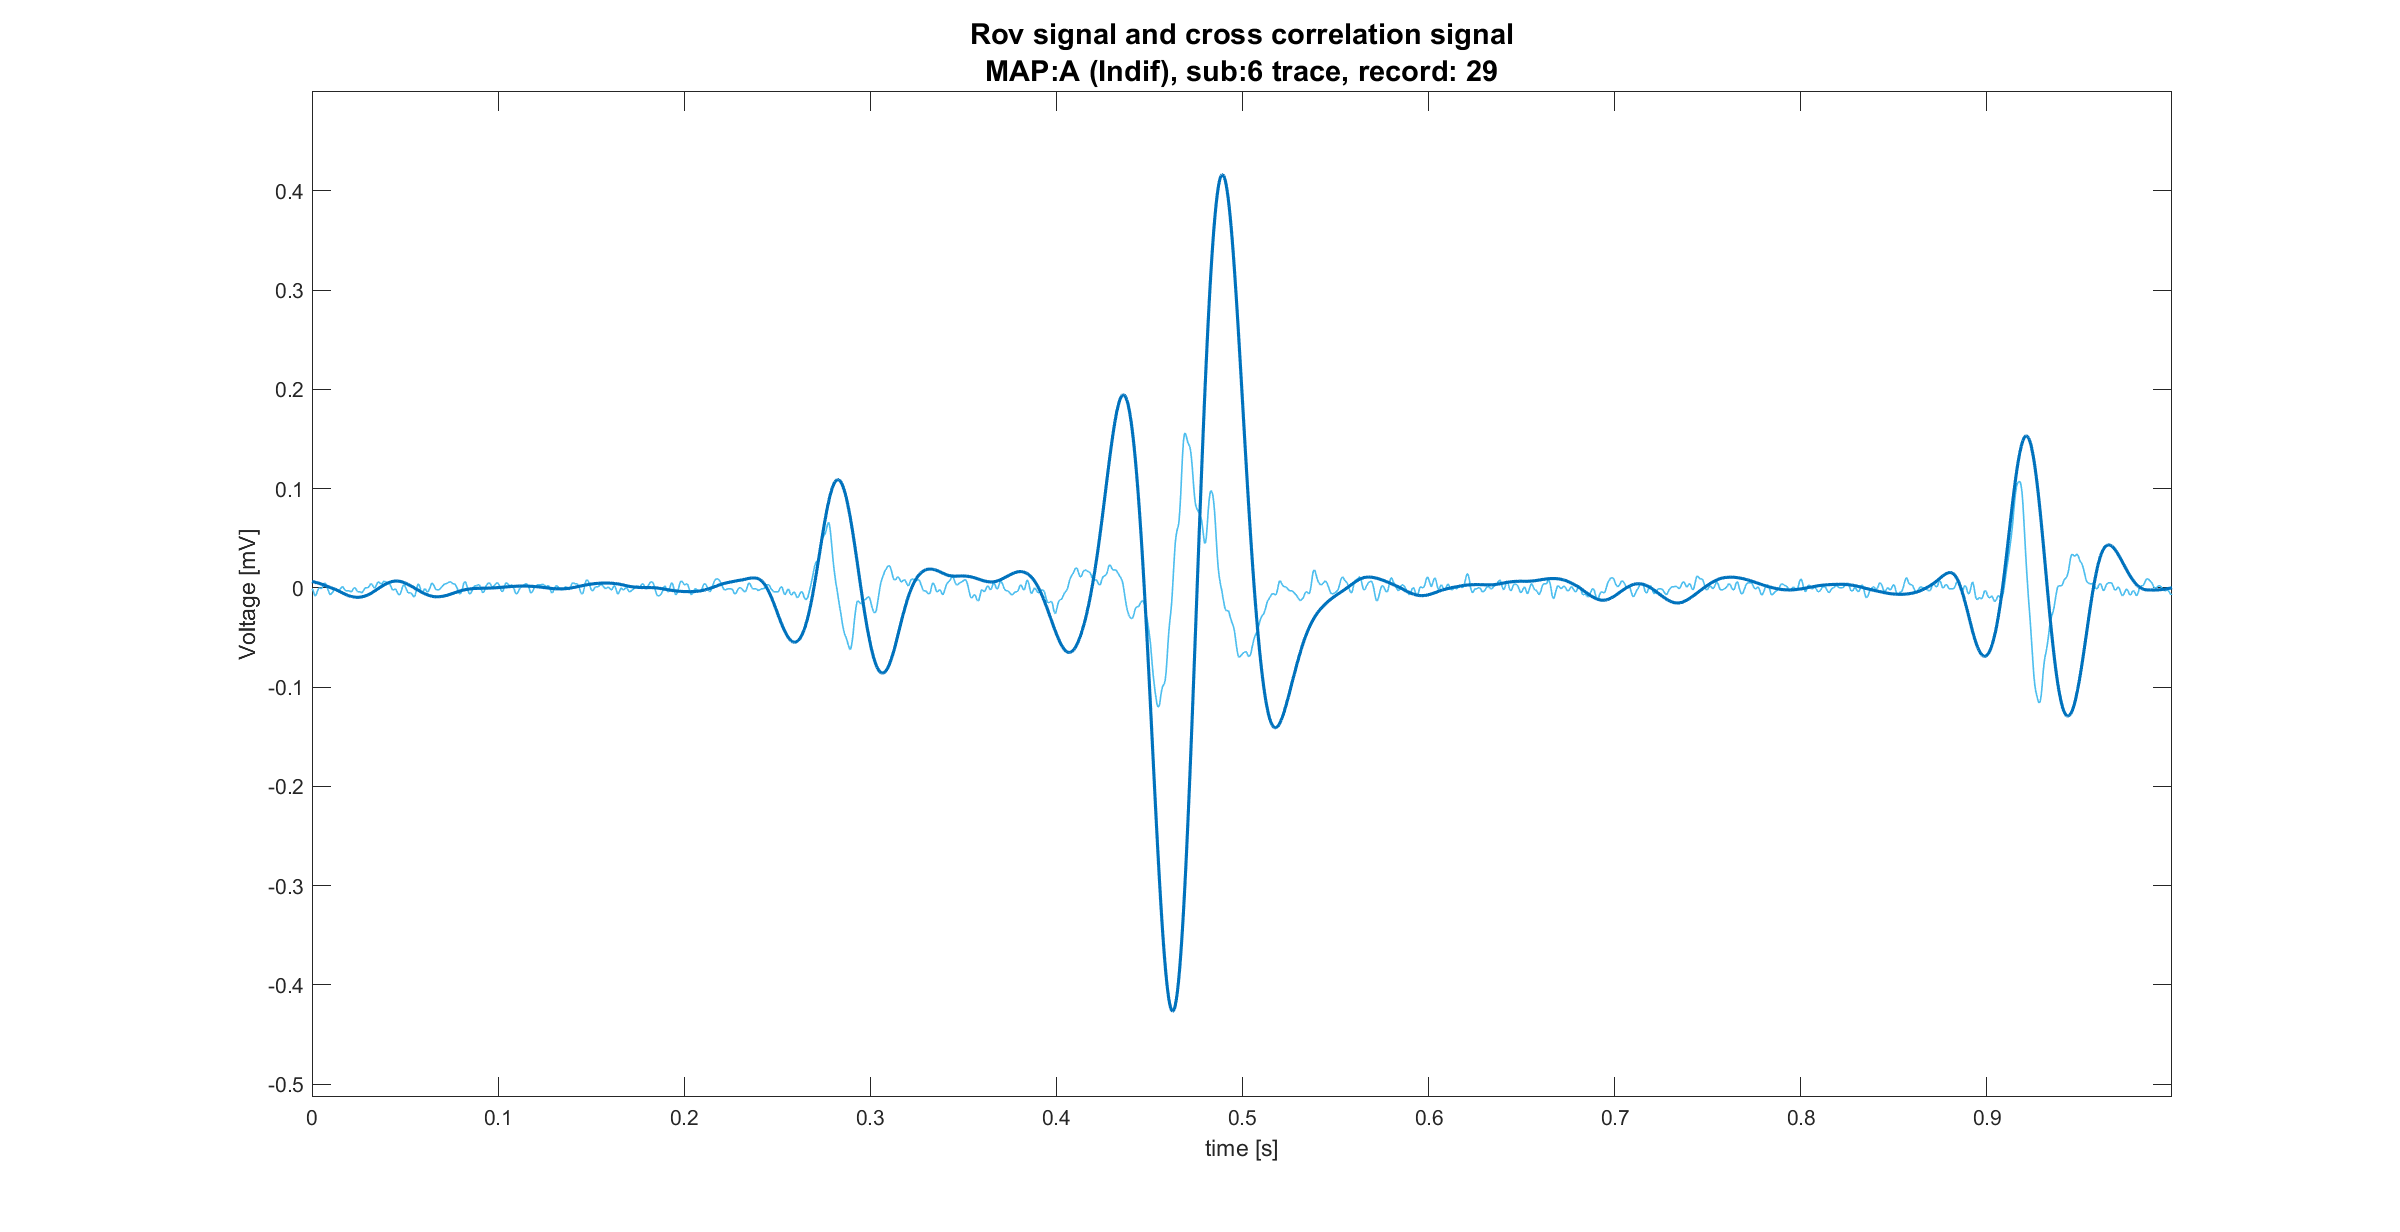 Rov signal and cross correlation signal
MAP:A (Indif), sub:6 trace, record: 29
Voltage [mV]
0.4
0.3
0.2
0.1
0
-0.1
-0.2
-0.3
-0.4
-0.5
0 0.1 0.2 0.3 0.4 0.5 0.6 0.7 0.8 0.9
time [s]